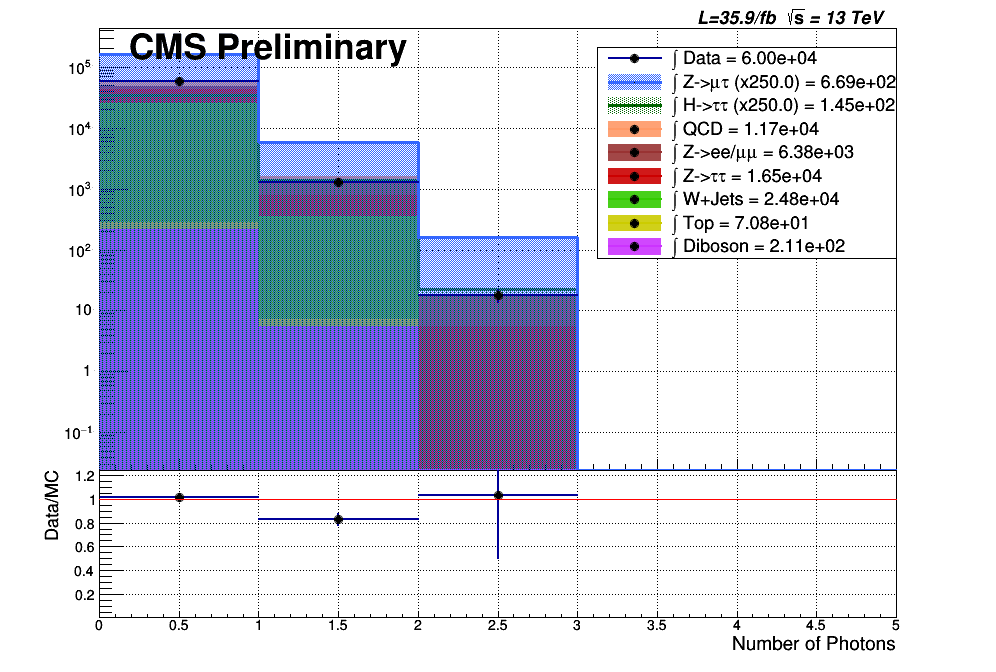 L=35.9/fb √s = 13 TeV
CMS Preliminary
∫ Data = 6.00e+04
∫ Z->μτ (x250.0) = 6.69e+02
∫ H->ττ (x250.0) = 1.45e+02
∫ QCD = 1.17e+04
∫ Z->ee/μμ = 6.38e+03
∫ Z->ττ = 1.65e+04
∫ W+Jets = 2.48e+04
∫ Top = 7.08e+01
∫ Diboson = 2.11e+02
10⁵
10⁴
10³
10²
10
1
10⁻¹
Data/MC
1.2
1
0.8
0.6
0.4
0.2
0 0.5 1 1.5 2 2.5 3 3.5 4 4.5 5
Number of Photons